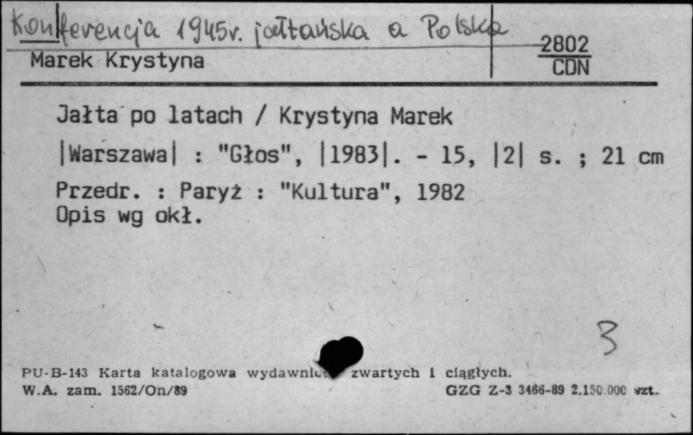 Konferencja 1945r. jałtańska a Polska
2802
CDN
Marek Krystyna
Jałta po latach / Krystyna Marek
|Warszawa| : "Głos", |1983|. - 15, |2| s. ; 21 cm
Przedr. : Paryż : "Kultura", 1982
Opis wg okł.
3
PU-B-143 Karta katalogowa zwartych i ciągłych.
W.A. zam. 1562/On/89
GZG Z-3 3466-89 2.150.000 szt.